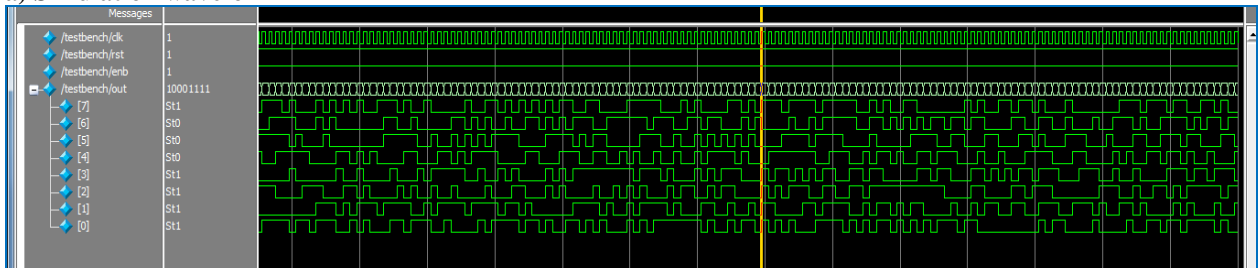 Messages
/testbench/clk 1
/testbench/rst 1
/testbench/enb 1
/testbench/out 10001111
[7] St1
[6] St0
[5] St0
[4] St0
[3] St1
[2] St1
[1] St1
[0] St1